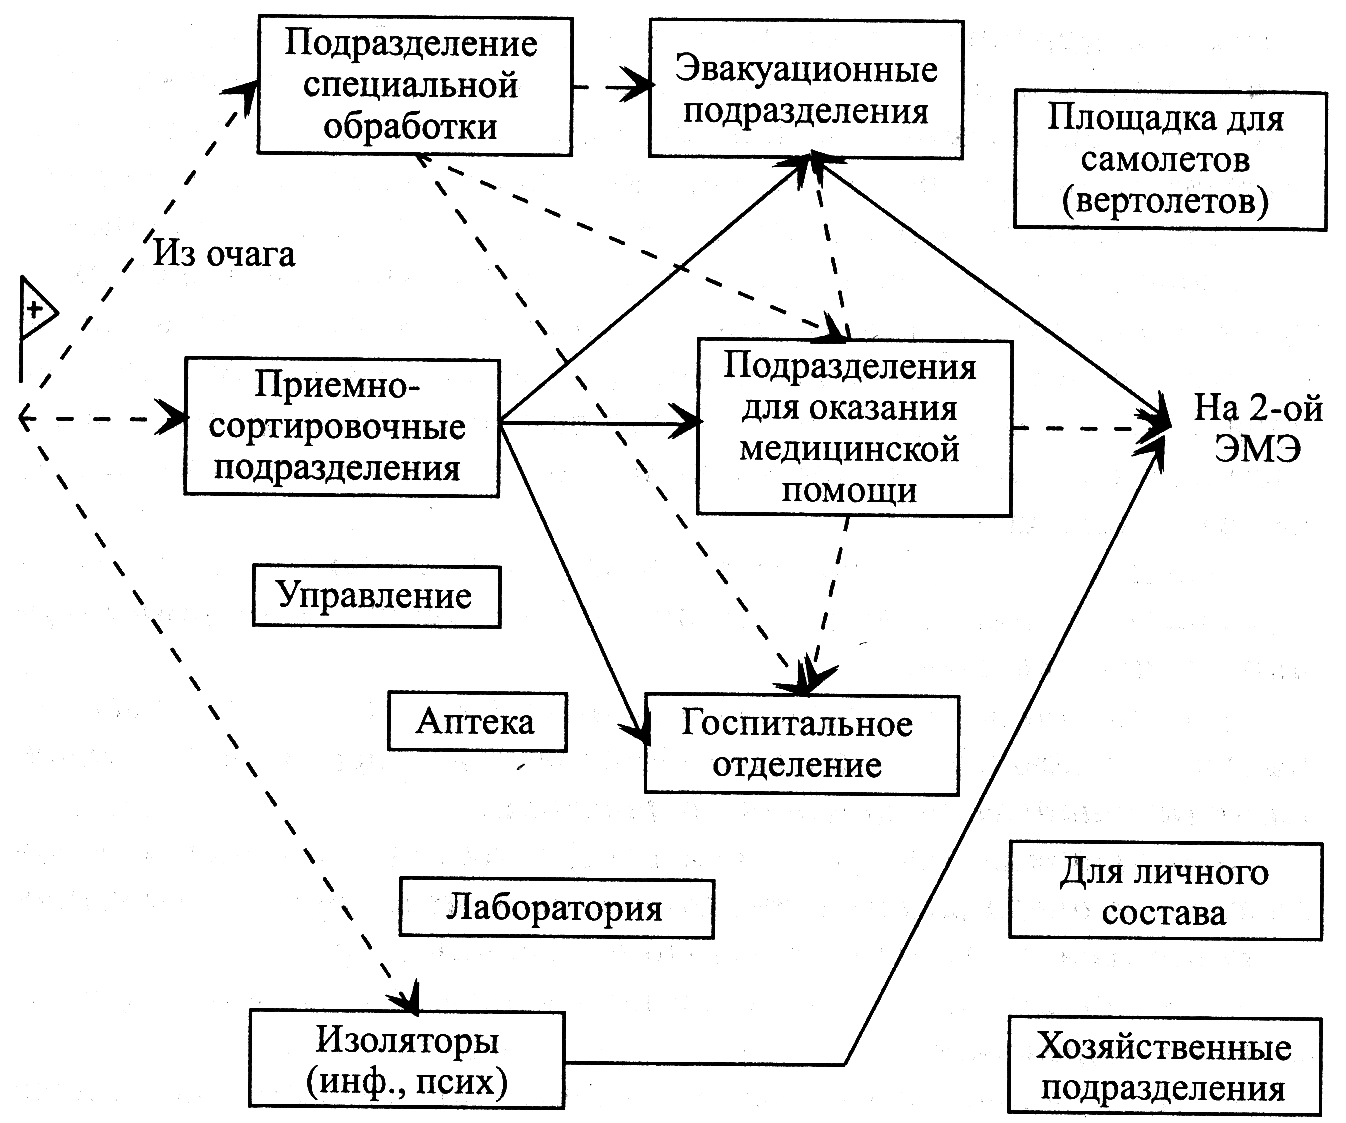 Подразделение
специальной
обработки
Эвакуационные
подразделения
Площадка для
самолетов
(вертолетов)
Из очага
+
Приемно-
сортировочные
подразделения
Подразделения
для оказания
медицинской
помощи
На 2-ой
ЭМЭ
Управление
Аптека
Госпитальное
отделение
Лаборатория
Для личного
состава
Изоляторы
(инф., псих)
Хозяйственные
подразделения